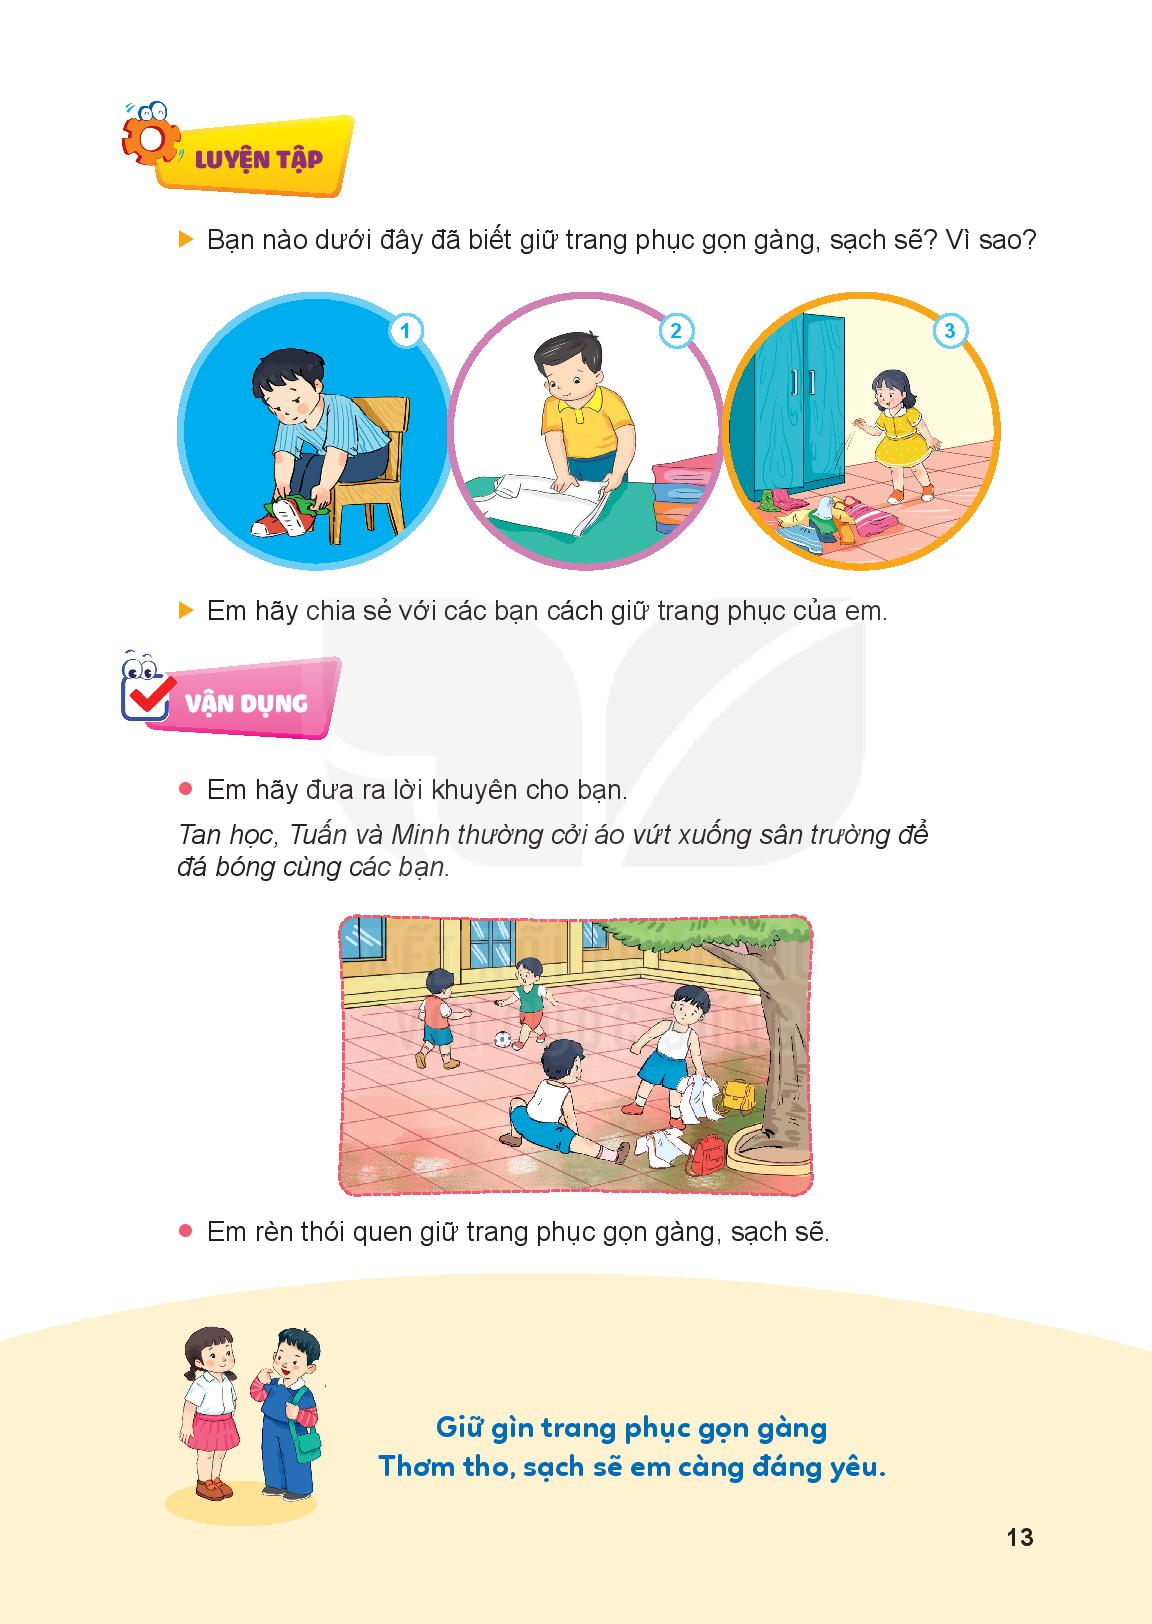 LUYỆN TẬP
Bạn nào dưới đây đã biết giữ trang phục gọn gàng, sạch sẽ? Vì sao?
1
2
3
Em hãy chia sẻ với các bạn cách giữ trang phục của em.
VẬN DỤNG
Em hãy đưa ra lời khuyên cho bạn.
Tan học, Tuấn và Minh thường cởi áo vứt xuống sân trường để
đá bóng cùng các bạn.
Em rèn thói quen giữ trang phục gọn gàng, sạch sẽ.
Giữ gìn trang phục gọn gàng
Thơm tho, sạch sẽ em càng đáng yêu.
13